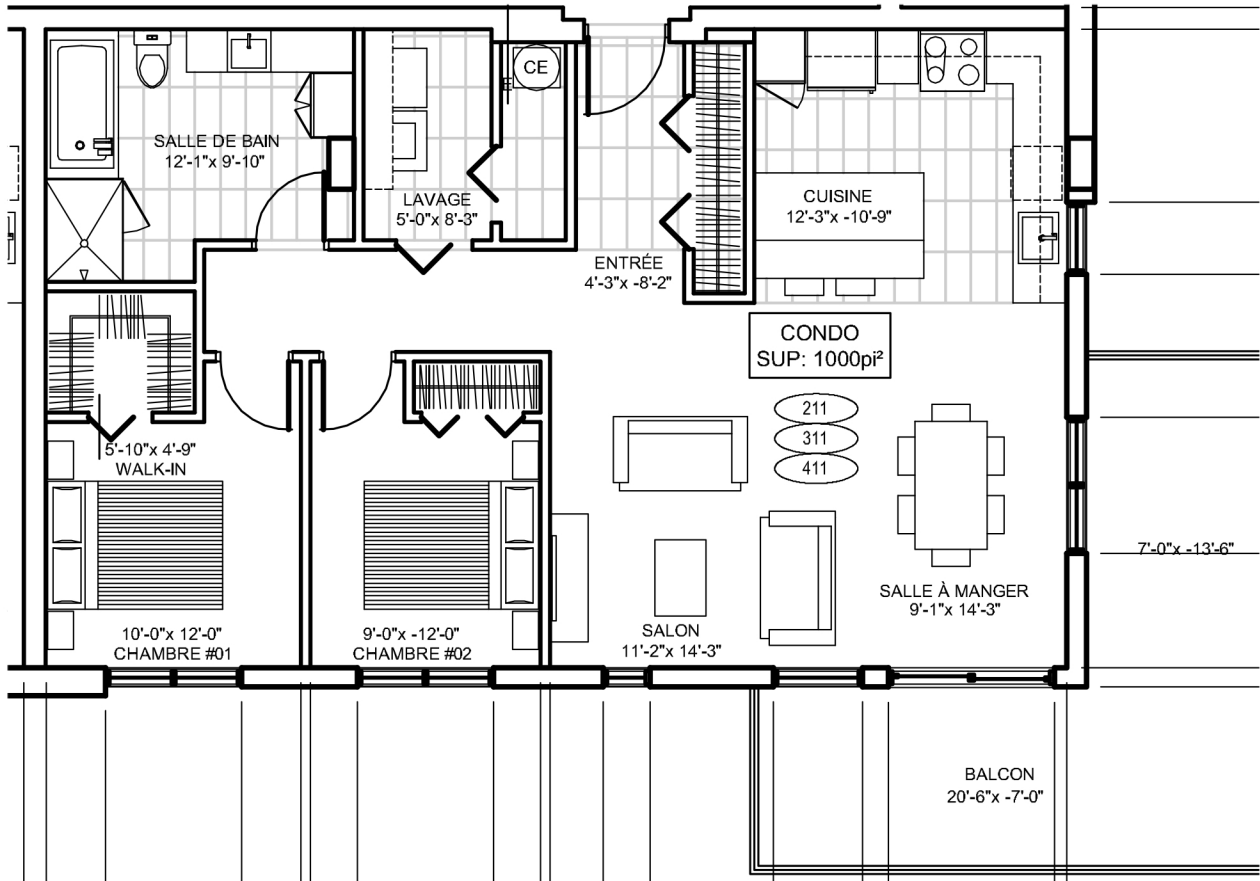 CE
SALLE DE BAIN
12'-1"x 9'-10"
LAVAGE
5'-0"x 8'-3"
CUISINE
12'-3"x -10'-9"
ENTRÉE
4'-3"x -8'-2"
CONDO
SUP: 1000pi²
211
311
411
5'-10"x 4'-9"
WALK-IN
7'-0"x -13'-6"
SALLE À MANGER
9'-1"x 14'-3"
10'-0"x 12'-0"
CHAMBRE #01
9'-0"x -12'-0"
CHAMBRE #02
SALON
11'-2"x 14'-3"
BALCON
20'-6"x -7'-0"